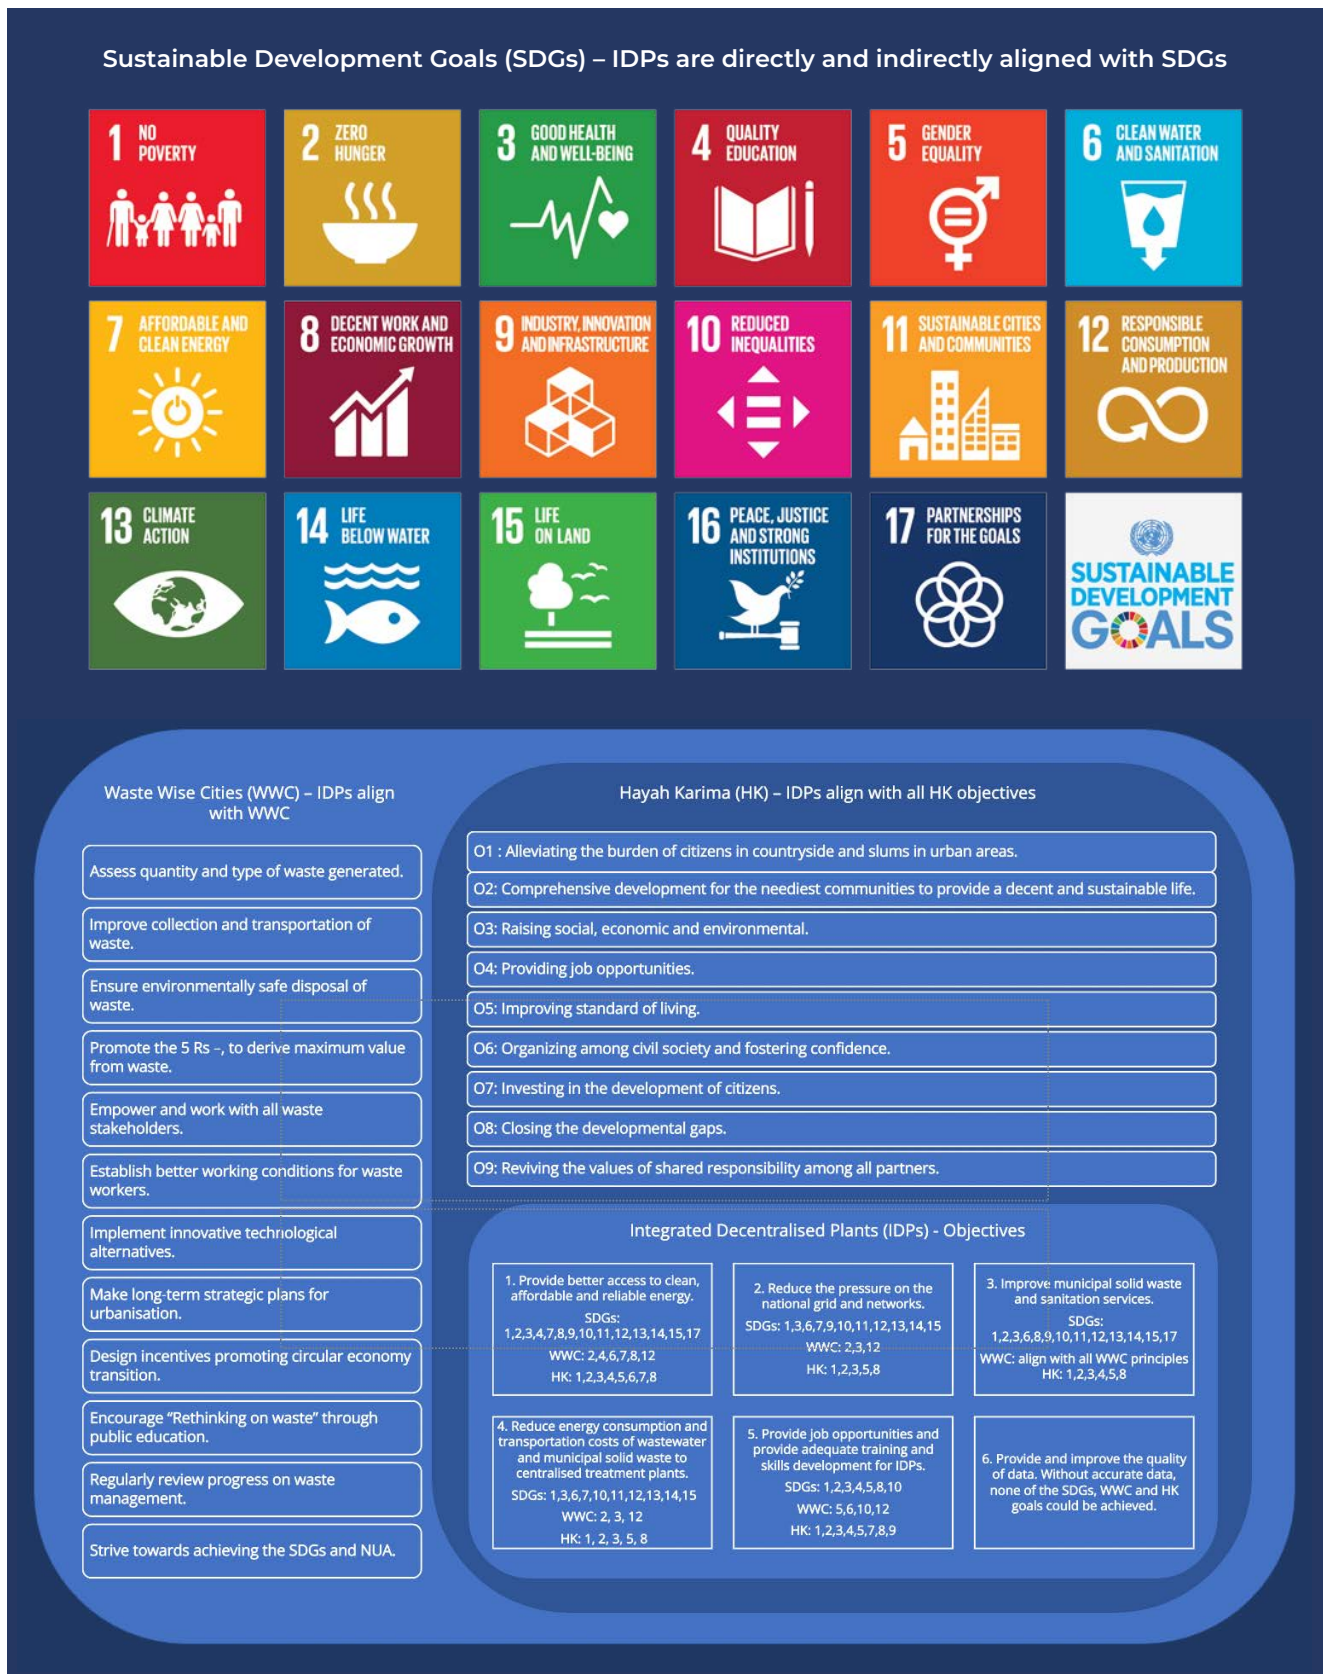 Sustainable Development Goals (SDGs) – IDPs are directly and indirectly aligned with SDGs
1 NO
POVERTY
2 ZERO
HUNGER
3 GOOD HEALTH
AND WELL-BEING
4 QUALITY
EDUCATION
5 GENDER
EQUALITY
6 CLEAN WATER
AND SANITATION
7 AFFORDABLE AND
CLEAN ENERGY
8 DECENT WORK AND
ECONOMIC GROWTH
9 INDUSTRY, INNOVATION
AND INFRASTRUCTURE
10 REDUCED
INEQUALITIES
11 SUSTAINABLE CITIES
AND COMMUNITIES
12 RESPONSIBLE
CONSUMPTION
AND PRODUCTION
13 CLIMATE
ACTION
14 LIFE
BELOW WATER
15 LIFE
ON LAND
16 PEACE, JUSTICE
AND STRONG
INSTITUTIONS
17 PARTNERSHIPS
FOR THE GOALS
SUSTAINABLE
DEVELOPMENT
GOALS
Waste Wise Cities (WWC) – IDPs align
with WWC
Assess quantity and type of waste generated.
Improve collection and transportation of
waste.
Ensure environmentally safe disposal of
waste.
Promote the 5 Rs –, to derive maximum value
from waste.
Empower and work with all waste
stakeholders.
Establish better working conditions for waste
workers.
Implement innovative technological
alternatives.
Make long-term strategic plans for
urbanisation.
Design incentives promoting circular economy
transition.
Encourage “Rethinking on waste” through
public education.
Regularly review progress on waste
management.
Strive towards achieving the SDGs and NUA.
Hayah Karima (HK) – IDPs align with all HK objectives
O1 : Alleviating the burden of citizens in countryside and slums in urban areas.
O2: Comprehensive development for the neediest communities to provide a decent and sustainable life.
O3: Raising social, economic and environmental.
O4: Providing job opportunities.
O5: Improving standard of living.
O6: Organizing among civil society and fostering confidence.
O7: Investing in the development of citizens.
O8: Closing the developmental gaps.
O9: Reviving the values of shared responsibility among all partners.
Integrated Decentralised Plants (IDPs) - Objectives
1. Provide better access to clean,
affordable and reliable energy.
SDGs:
1,2,3,4,7,8,9,10,11,12,13,14,15,17
WWC: 2,4,6,7,8,12
HK: 1,2,3,4,5,6,7,8
2. Reduce the pressure on the
national grid and networks.
SDGs: 1,3,6,7,9,10,11,12,13,14,15
WWC: 2,3,12
HK: 1,2,3,5,8
3. Improve municipal solid waste
and sanitation services.
SDGs:
1,2,3,6,8,9,10,11,12,13,14,15,17
WWC: align with all WWC principles
HK: 1,2,3,4,5,8
4. Reduce energy consumption and
transportation costs of wastewater
and municipal solid waste to
centralised treatment plants.
SDGs: 1,3,6,7,10,11,12,13,14,15
WWC: 2, 3, 12
HK: 1, 2, 3, 5, 8
5. Provide job opportunities and
provide adequate training and
skills development for IDPs.
SDGs: 1,2,3,4,5,8,10
WWC: 5,6,10,12
HK: 1,2,3,4,5,7,8,9
6. Provide and improve the quality
of data. Without accurate data,
none of the SDGs, WWC and HK
goals could be achieved.